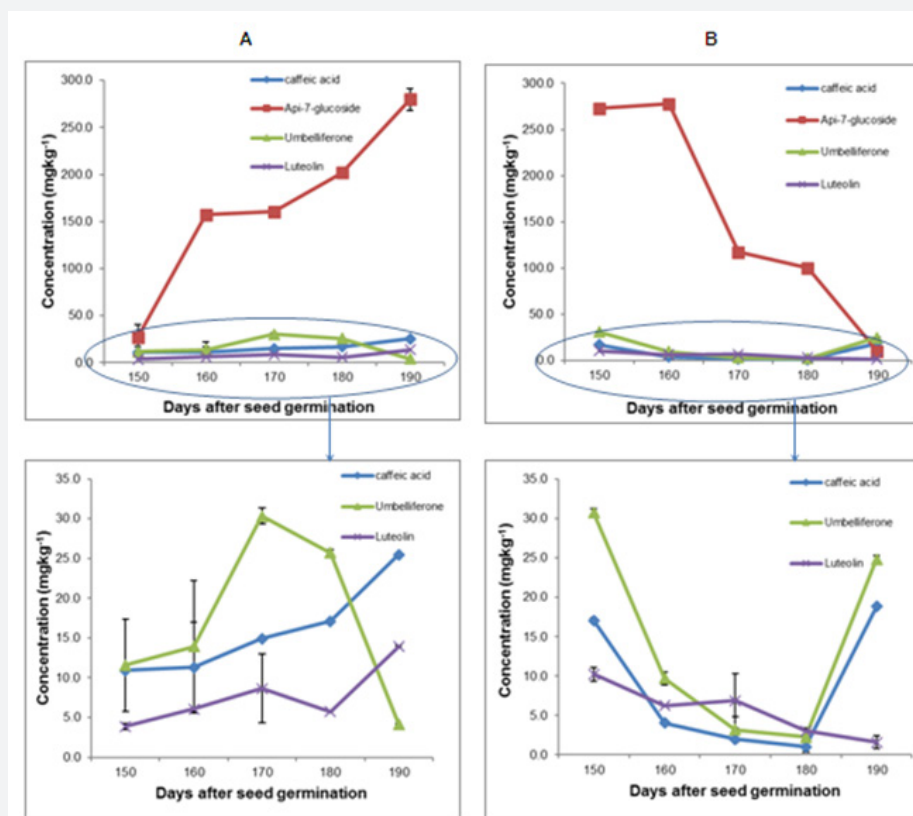 A
B
caffeic acid
Api-7-glucoside
Umbelliferone
Luteolin
300.0
250.0
200.0
150.0
100.0
50.0
0.0
Concentration (mgkg⁻¹)
150 160 170 180 190
Days after seed germination
caffeic acid
Api-7-glucoside
Umbelliferone
Luteolin
300.0
250.0
200.0
150.0
100.0
50.0
0.0
Concentration (mgkg⁻¹)
150 160 170 180 190
Days after seed germination
caffeic acid
Umbelliferone
Luteolin
35.0
30.0
25.0
20.0
15.0
10.0
5.0
0.0
Concentration (mgkg⁻¹)
150 160 170 180 190
Days after seed germination
caffeic acid
Umbelliferone
Luteolin
35.0
30.0
25.0
20.0
15.0
10.0
5.0
0.0
Concentration (mgkg⁻¹)
150 160 170 180 190
Days after seed germination